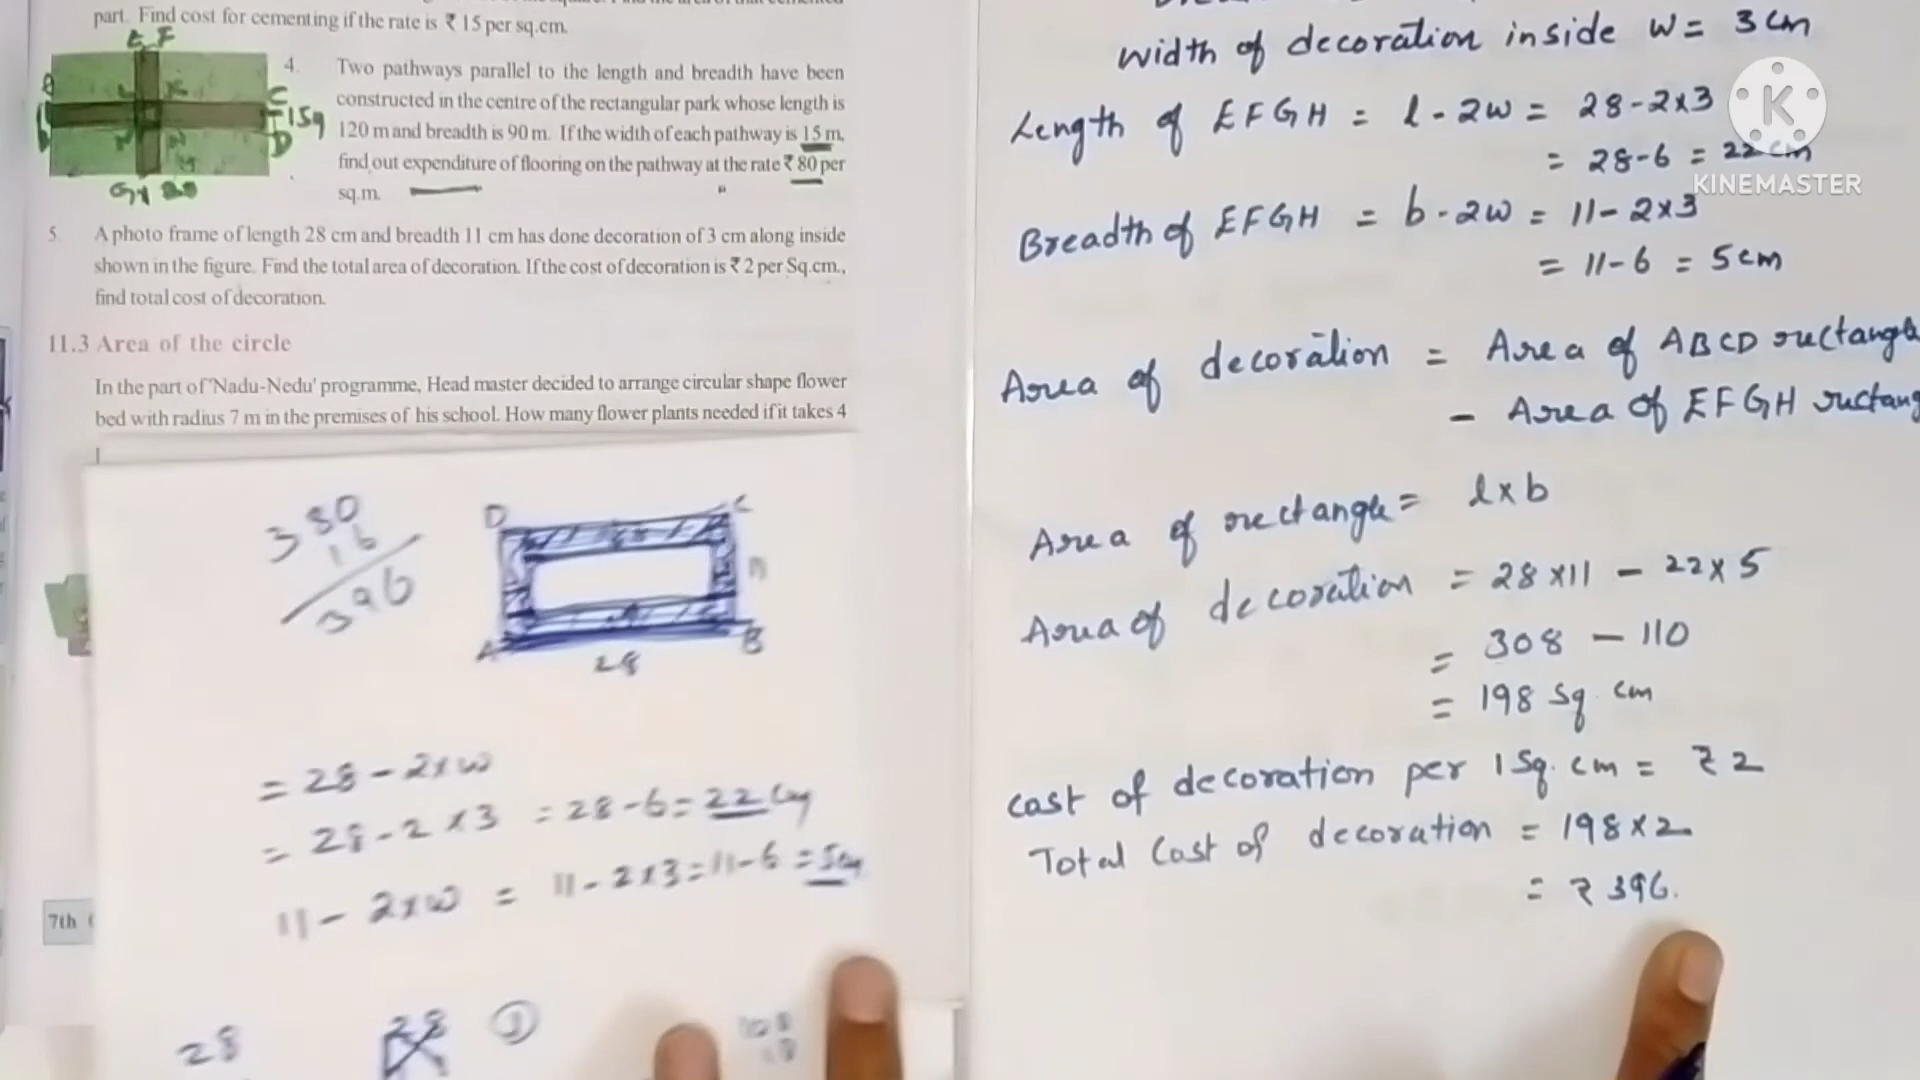 part. Find cost for cementing if the rate is ₹ 15 per sq.cm.
E F
C
15
D
4. Two pathways parallel to the length and breadth have been
constructed in the centre of the rectangular park whose length is
120 m and breadth is 90 m. If the width of each pathway is 15 m,
find out expenditure of flooring on the pathway at the rate ₹ 80 per
sq.m.
5. A photo frame of length 28 cm and breadth 11 cm has done decoration of 3 cm along inside
shown in the figure. Find the total area of decoration. If the cost of decoration is ₹ 2 per Sq.cm.,
find total cost of decoration.
11.3 Area of the circle
In the part of 'Nadu-Nedu' programme, Head master decided to arrange circular shape flower
bed with radius 7 m in the premises of his school. How many flower plants needed if it takes 4
380
16
396
D C
A B
28
= 28 - 2×w
= 28 - 2×3 = 28-6 = 22 cm
11 - 2×w = 11-2×3 = 11-6 = 5 cm
7th
28 28 1
width of decoration inside w = 3 cm
Length of EFGH = l - 2w = 28-2×3
= 28-6 = 22 cm
Breadth of EFGH = b - 2w = 11-2×3
= 11-6 = 5 cm
Area of decoration = Area of ABCD rectangle
- Area of EFGH rectang
Area of rectangle = l×b
Area of decoration = 28×11 - 22×5
= 308 - 110
= 198 Sq. cm
Cast of decoration per 1 Sq. cm = ₹ 2
Total Cost of decoration = 198×2
= ₹ 396.
K
KINEMASTER